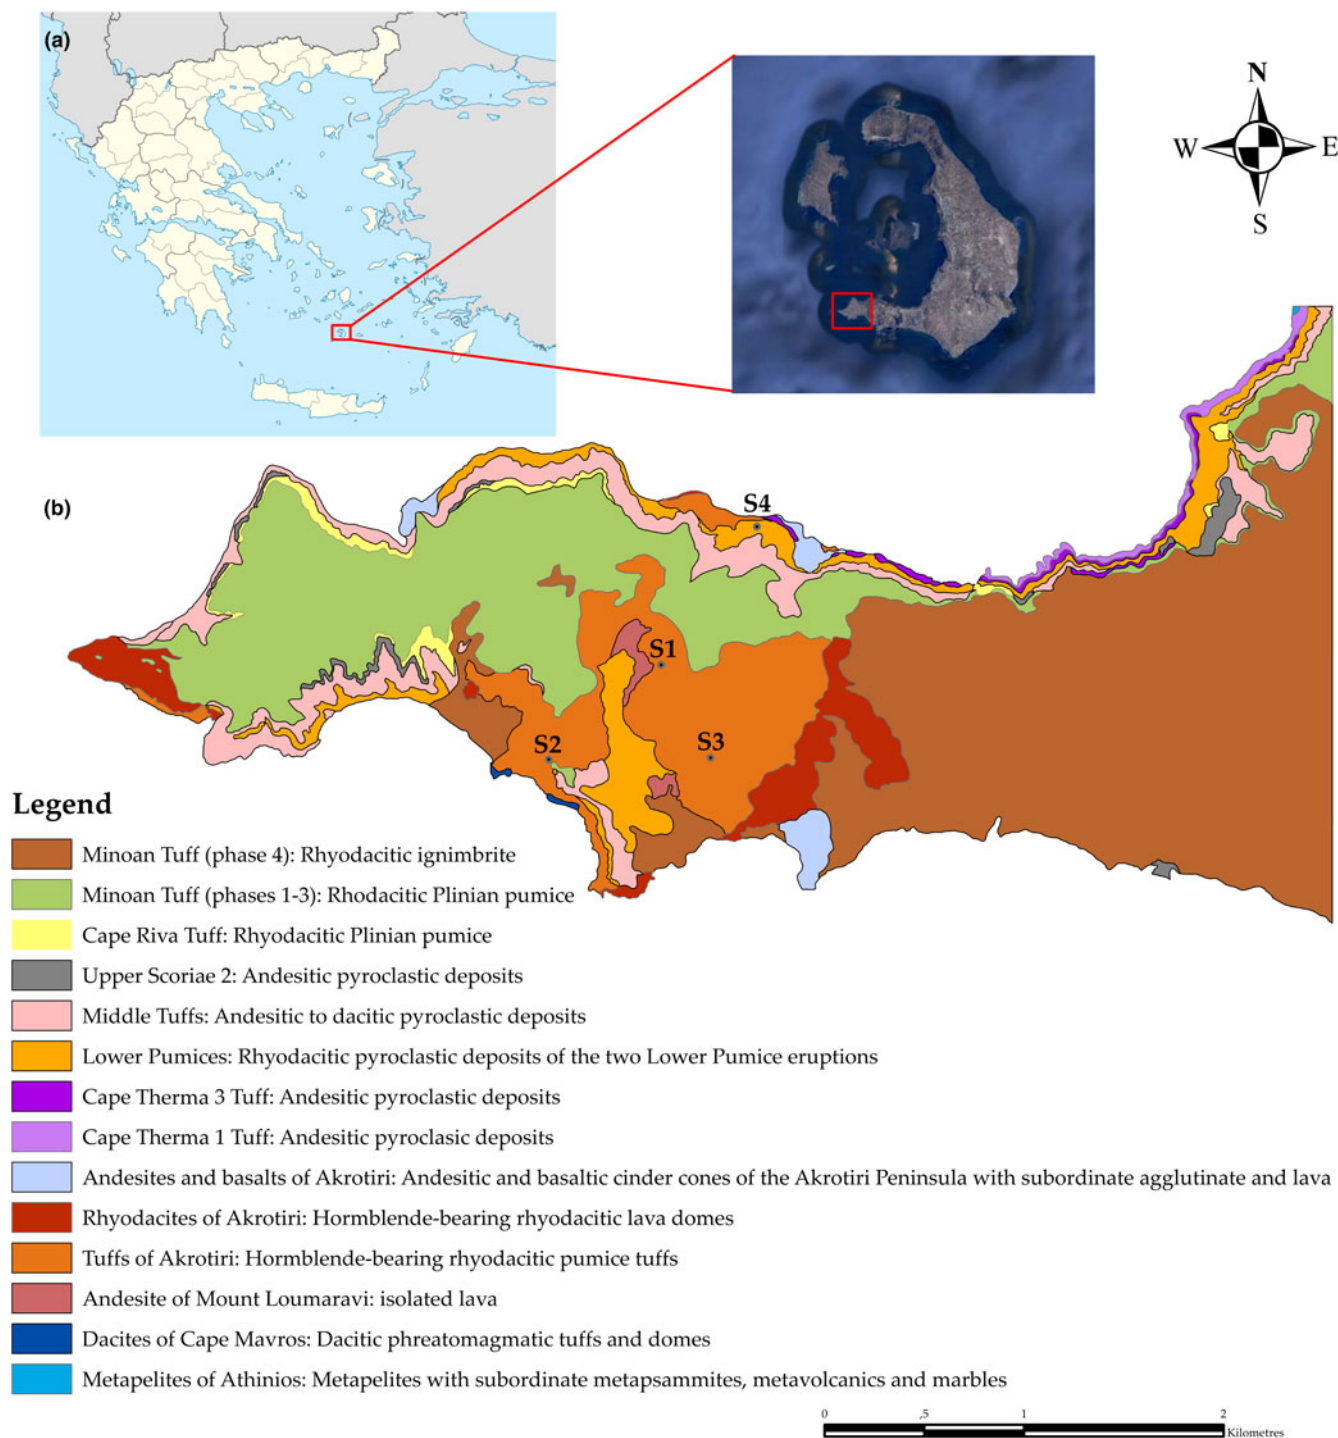 (a)
N
W E
S
(b)
S4
S1
S2
S3
Legend
Minoan Tuff (phase 4): Rhyodacitic ignimbrite
Minoan Tuff (phases 1-3): Rhodacitic Plinian pumice
Cape Riva Tuff: Rhyodacitic Plinian pumice
Upper Scoriae 2: Andesitic pyroclastic deposits
Middle Tuffs: Andesitic to dacitic pyroclastic deposits
Lower Pumices: Rhyodacitic pyroclastic deposits of the two Lower Pumice eruptions
Cape Therma 3 Tuff: Andesitic pyroclastic deposits
Cape Therma 1 Tuff: Andesitic pyroclasic deposits
Andesites and basalts of Akrotiri: Andesitic and basaltic cinder cones of the Akrotiri Peninsula with subordinate agglutinate and lava
Rhyodacites of Akrotiri: Hormblende-bearing rhyodacitic lava domes
Tuffs of Akrotiri: Hormblende-bearing rhyodacitic pumice tuffs
Andesite of Mount Loumaravi: isolated lava
Dacites of Cape Mavros: Dacitic phreatomagmatic tuffs and domes
Metapelites of Athinios: Metapelites with subordinate metapsammites, metavolcanics and marbles
0 ,5 1 2
Kilometres